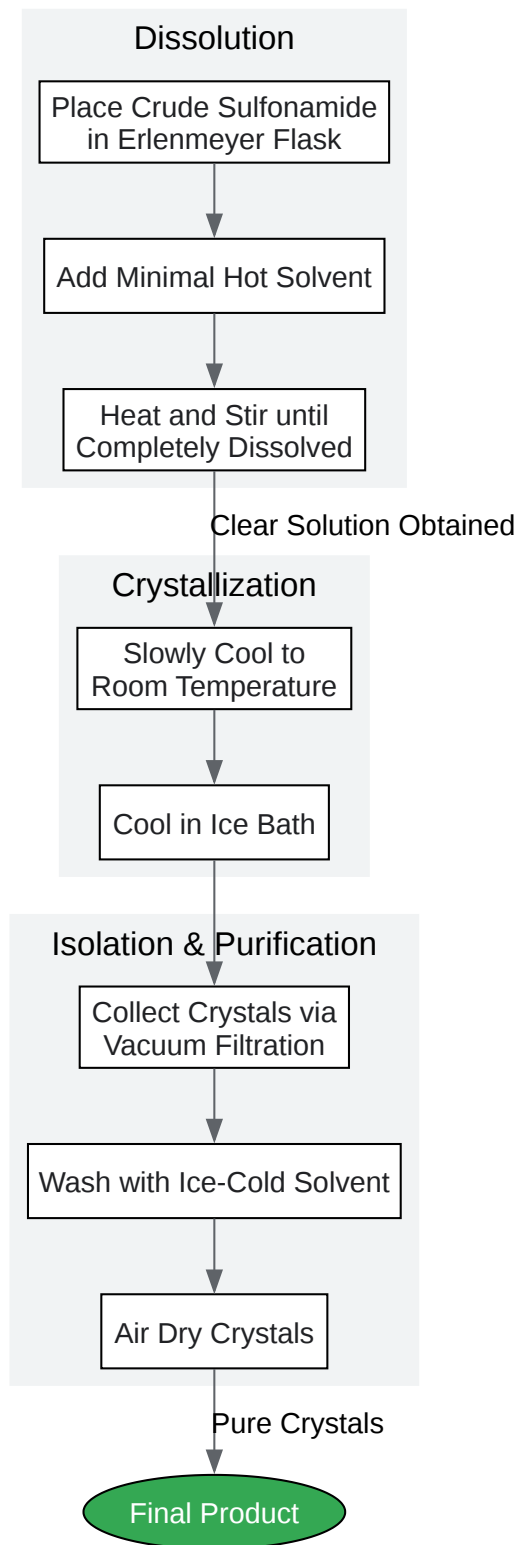 Dissolution
Place Crude Sulfonamide
in Erlenmeyer Flask
Add Minimal Hot Solvent
Heat and Stir until
Completely Dissolved
Clear Solution Obtained
Crystallization
Slowly Cool to
Room Temperature
Cool in Ice Bath
Isolation & Purification
Collect Crystals via
Vacuum Filtration
Wash with Ice-Cold Solvent
Air Dry Crystals
Pure Crystals
Final Product